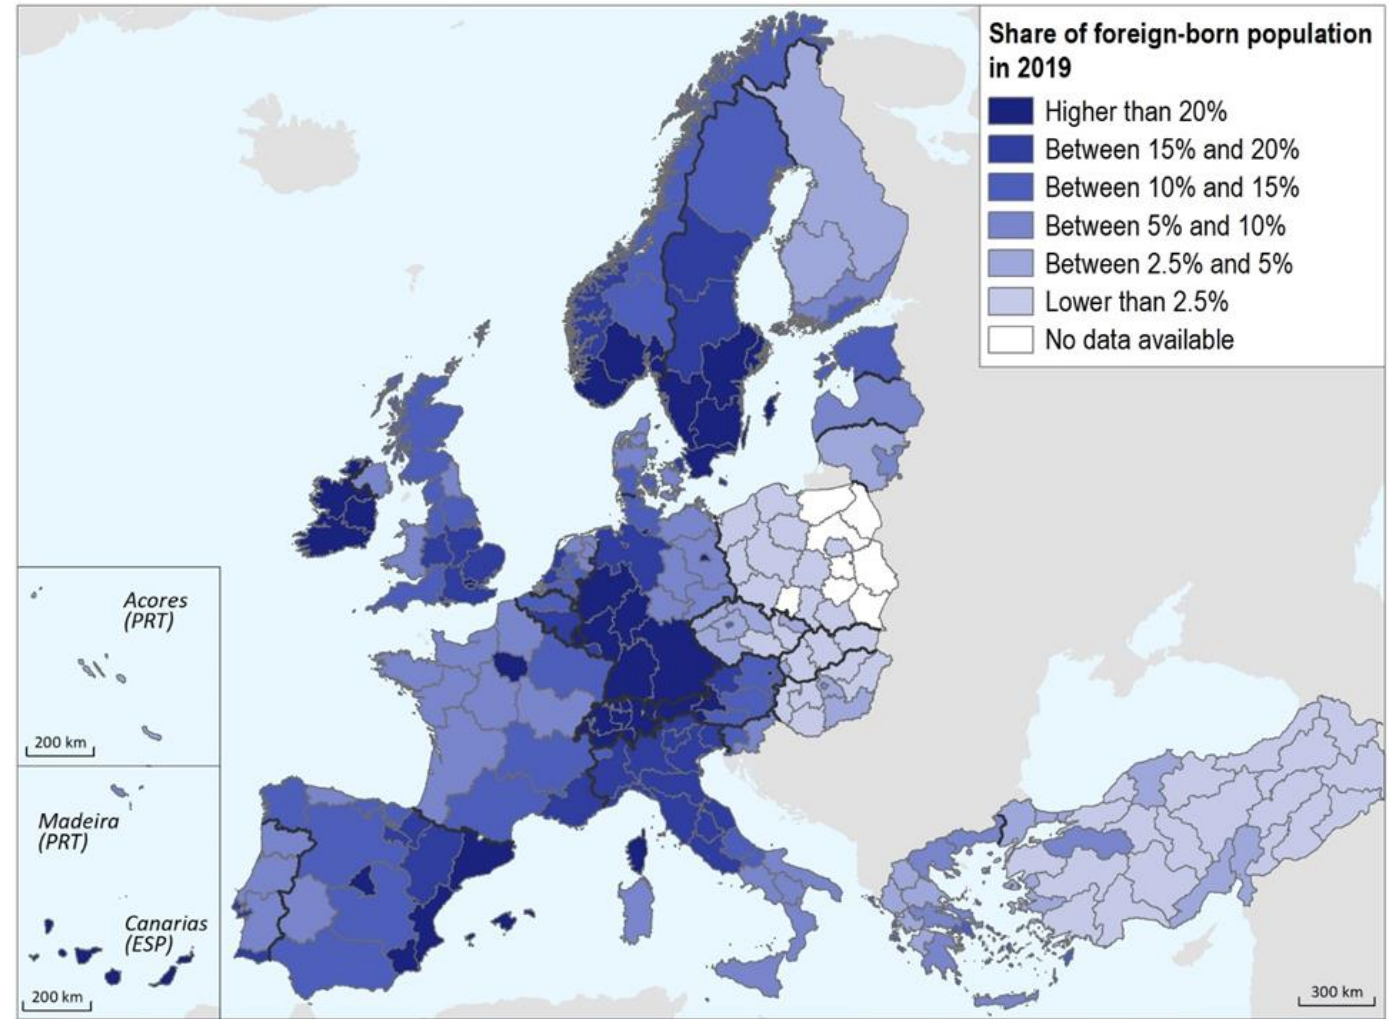 Share of foreign-born population
in 2019
Higher than 20%
Between 15% and 20%
Between 10% and 15%
Between 5% and 10%
Between 2.5% and 5%
Lower than 2.5%
No data available
Acores
(PRT)
200 km
Madeira
(PRT)
Canarias
(ESP)
200 km
300 km